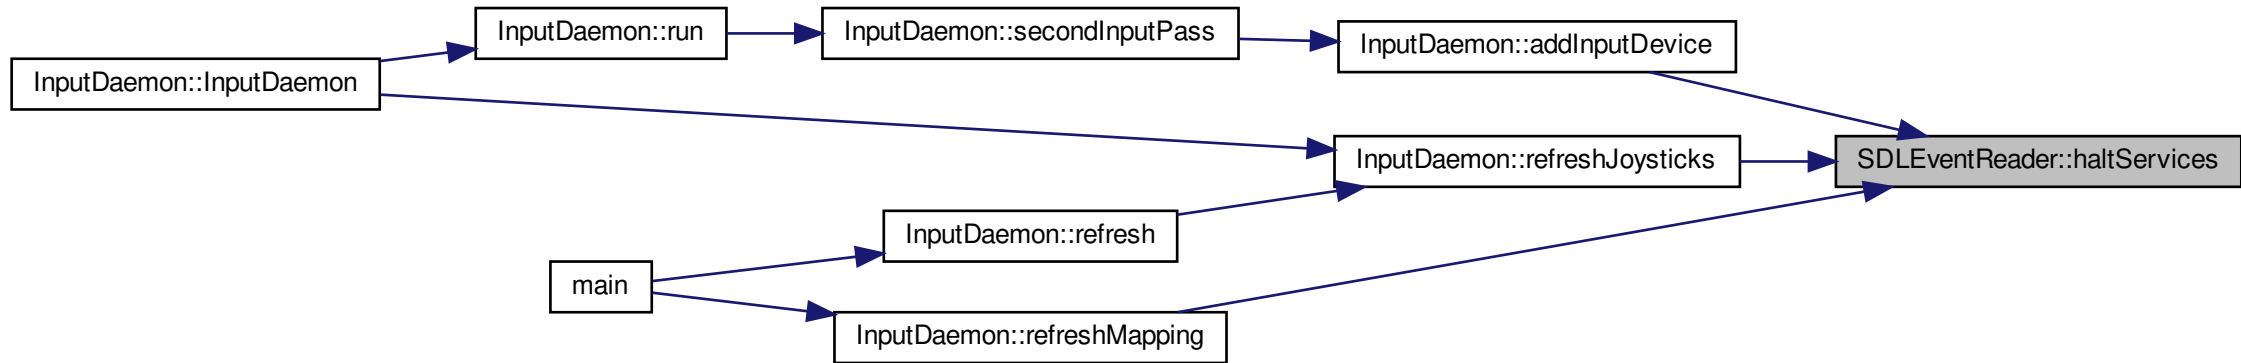 InputDaemon::run
InputDaemon::secondInputPass
InputDaemon::addInputDevice
InputDaemon::InputDaemon
InputDaemon::refreshJoysticks
SDLEventReader::haltServices
InputDaemon::refresh
main
InputDaemon::refreshMapping